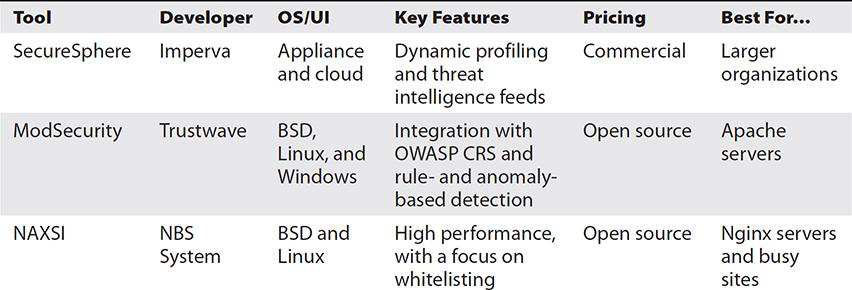 Tool Developer OS/UI Key Features Pricing Best For…
SecureSphere Imperva Appliance Dynamic profiling Commercial Larger
and cloud and threat organizations
intelligence feeds
ModSecurity Trustwave BSD, Integration with Open source Apache
Linux, and OWASP CRS and servers
Windows rule- and anomaly-
based detection
NAXSI NBS BSD and High performance, Open source Nginx servers
System Linux with a focus on and busy
whitelisting sites